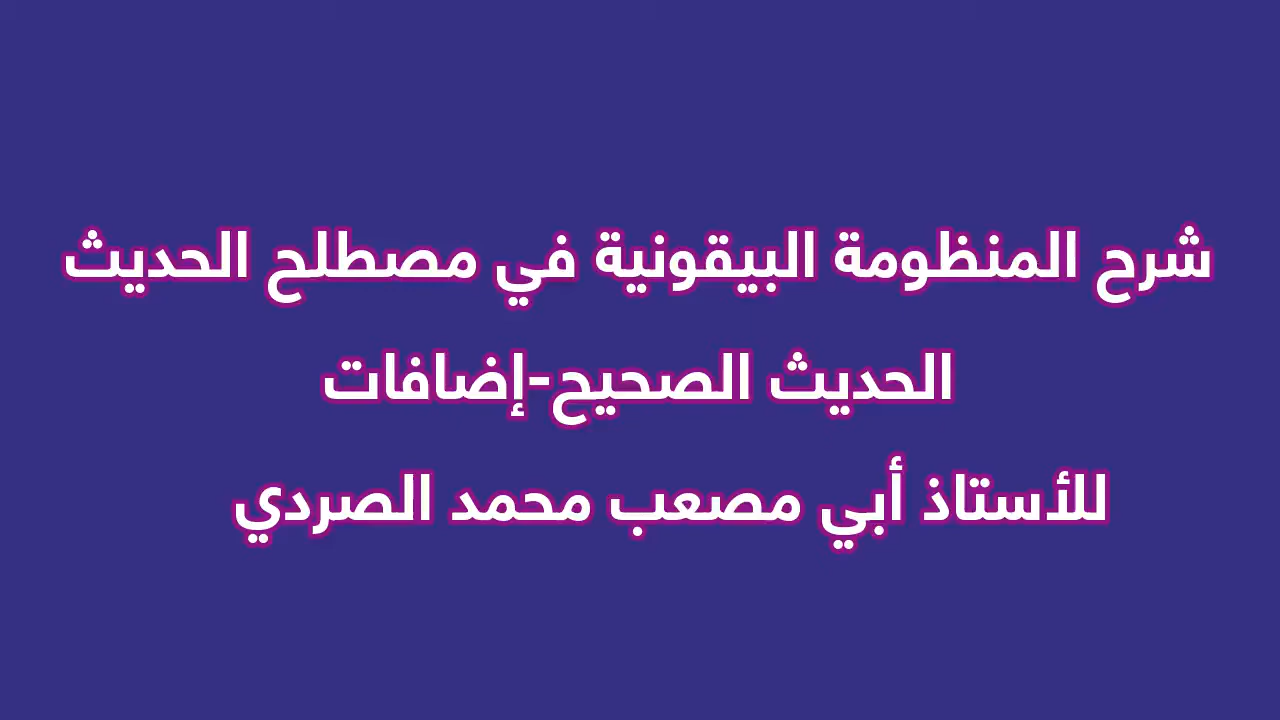 شرح المنظومة البيقونية في مصطلح الحديث
الحديث الصحيح-إضافات
للأستاذ أبي مصعب محمد الصردي